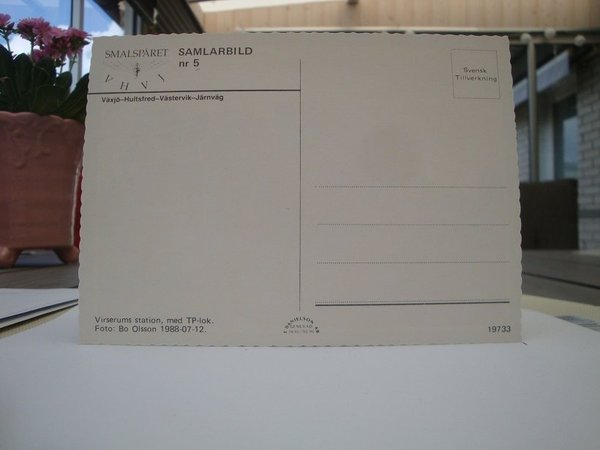 SMALSPÅRET SAMLARBILD
nr 5
VHVJ
Växjö–Hultsfred–Västervik–Järnväg
Svensk
Tillverkning
Virserums station, med TP-lok.
Foto: Bo Olsson 1988-07-12.
19733